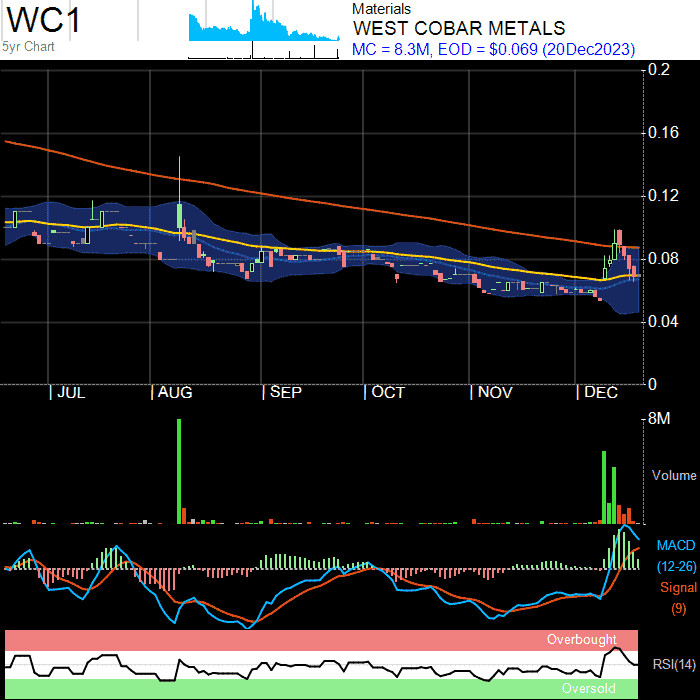 WC1
5yr Chart
Materials
WEST COBAR METALS
MC = 8.3M, EOD = $0.069 (20Dec2023)
0.2
0.16
0.12
0.08
0.04
0
| JUL | AUG | SEP | OCT | NOV | DEC
8M
Volume
MACD
(12-26)
Signal
(9)
Overbought
RSI(14)
Oversold